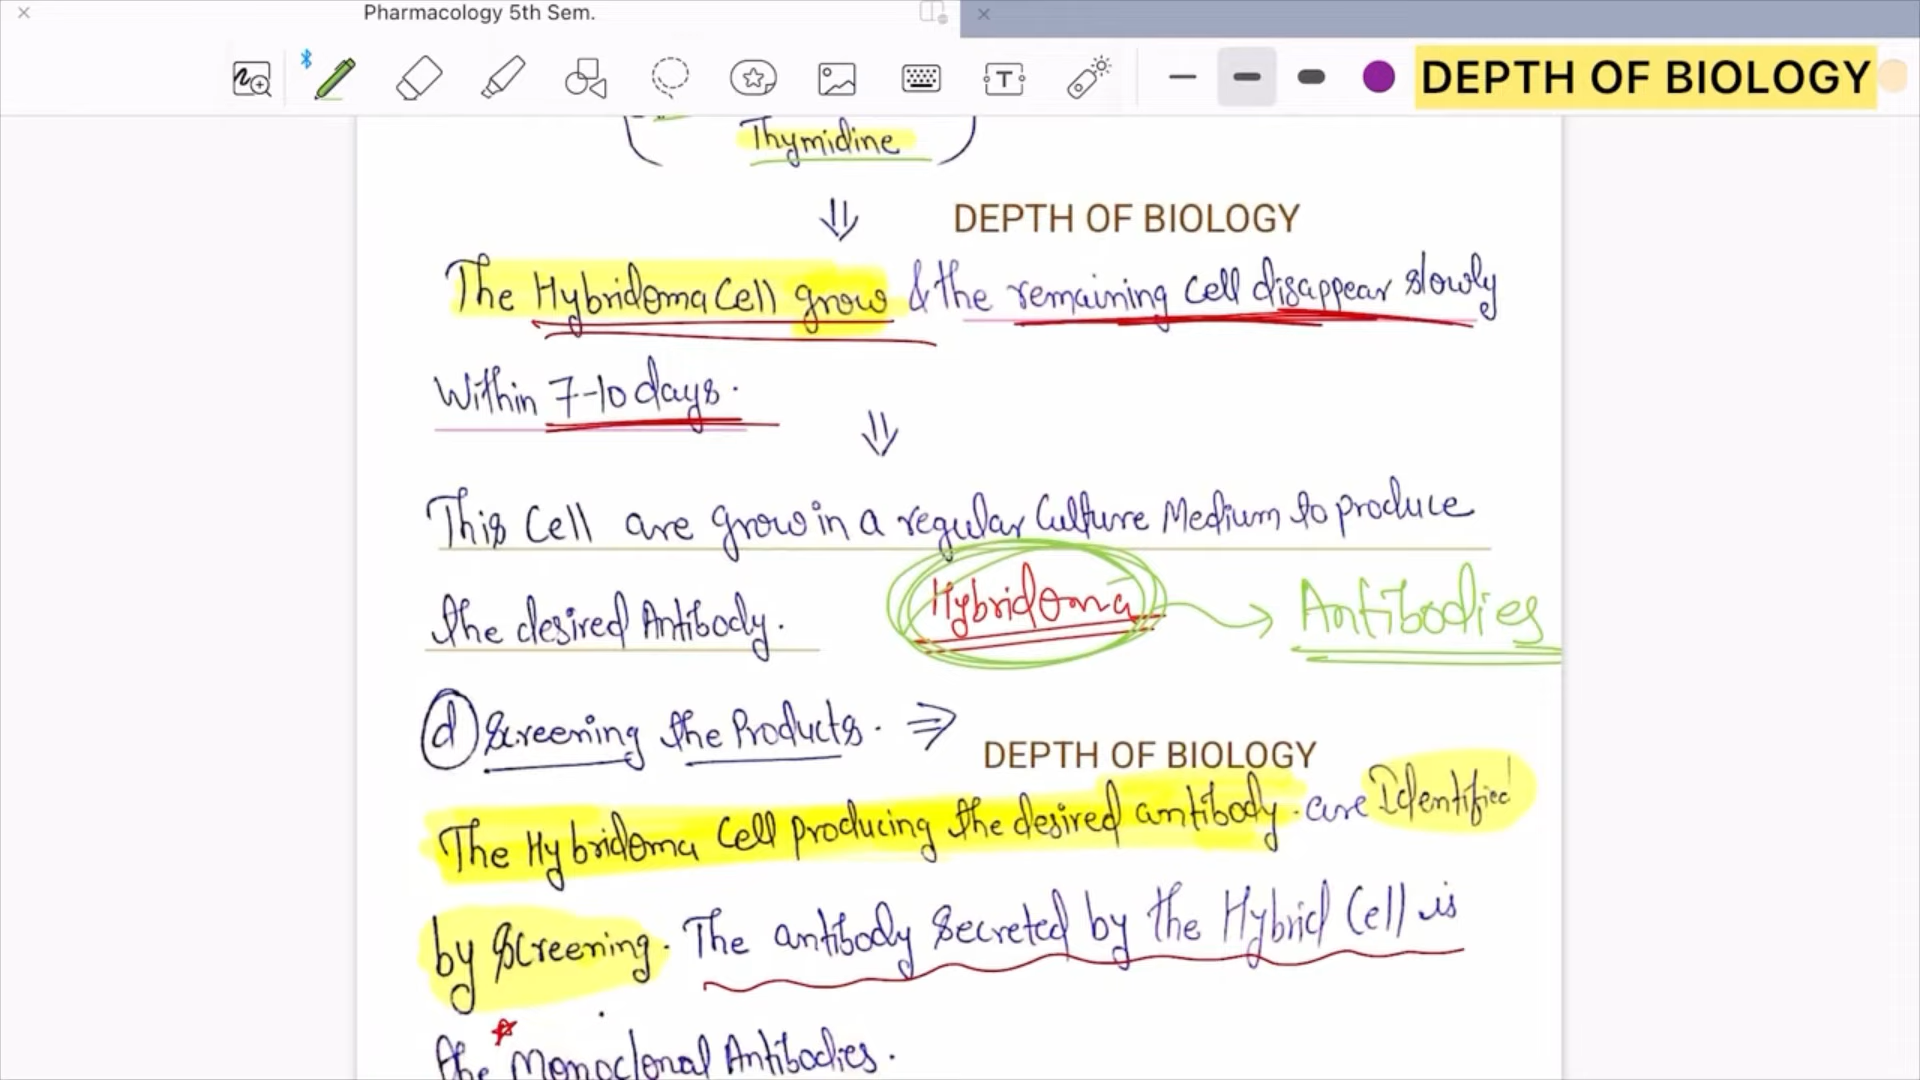 Pharmacology 5th Sem.
DEPTH OF BIOLOGY
Thymidine
DEPTH OF BIOLOGY
The Hybridoma Cell grow & the remaining cell disappear slowly
Within 7-10 days.
This Cell are grow in a regular Culture Medium to produce
the desired Antibody.
Hybridoma → Antibodies
(d) Screening the Products. ⇒
DEPTH OF BIOLOGY
The Hybridoma Cell producing the desired antibody. are Identified
by Screening. The antibody Secreted by the Hybrid Cell is
the Monoclonal Antibodies.